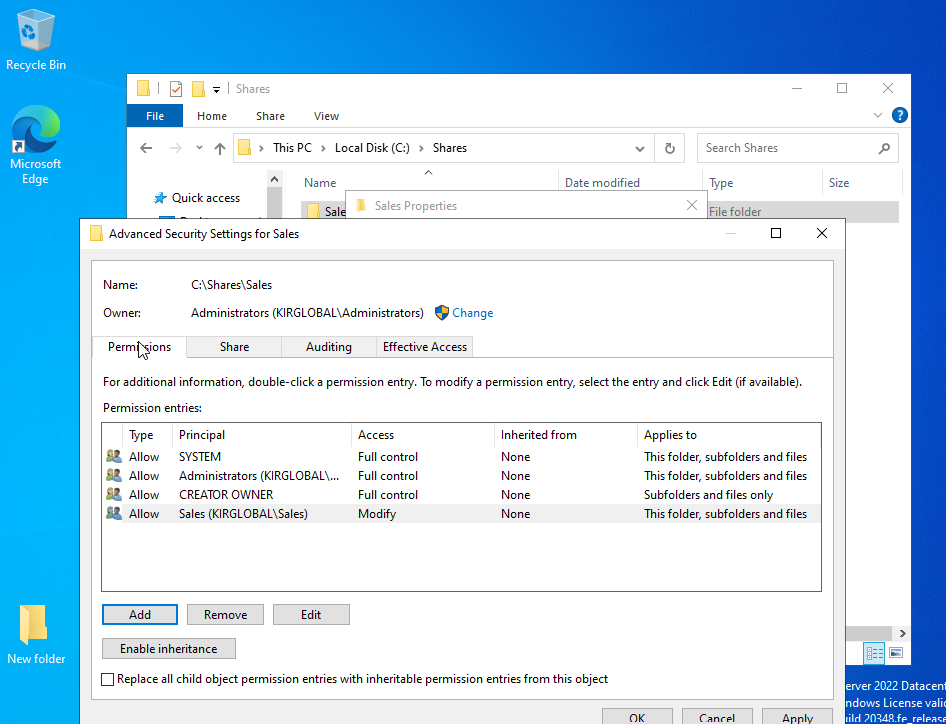 Recycle Bin
Microsoft
Edge
New folder
Shares
File Home Share View
This PC > Local Disk (C:) > Shares
Search Shares
Quick access
Name Date modified Type Size
Sale
File folder
Sales Properties
Advanced Security Settings for Sales
Name: C:\Shares\Sales
Owner: Administrators (KIRGLOBAL\Administrators) Change
Permissions Share Auditing Effective Access
For additional information, double-click a permission entry. To modify a permission entry, select the entry and click Edit (if available).
Permission entries:
Type Principal Access Inherited from Applies to
Allow SYSTEM Full control None This folder, subfolders and files
Allow Administrators (KIRGLOBAL\... Full control None This folder, subfolders and files
Allow CREATOR OWNER Full control None Subfolders and files only
Allow Sales (KIRGLOBAL\Sales) Modify None This folder, subfolders and files
Add Remove Edit
Enable inheritance
Replace all child object permission entries with inheritable permission entries from this object
OK Cancel Apply
erver 2022 Datacent
ndows License valid
uild 20348.fe_release